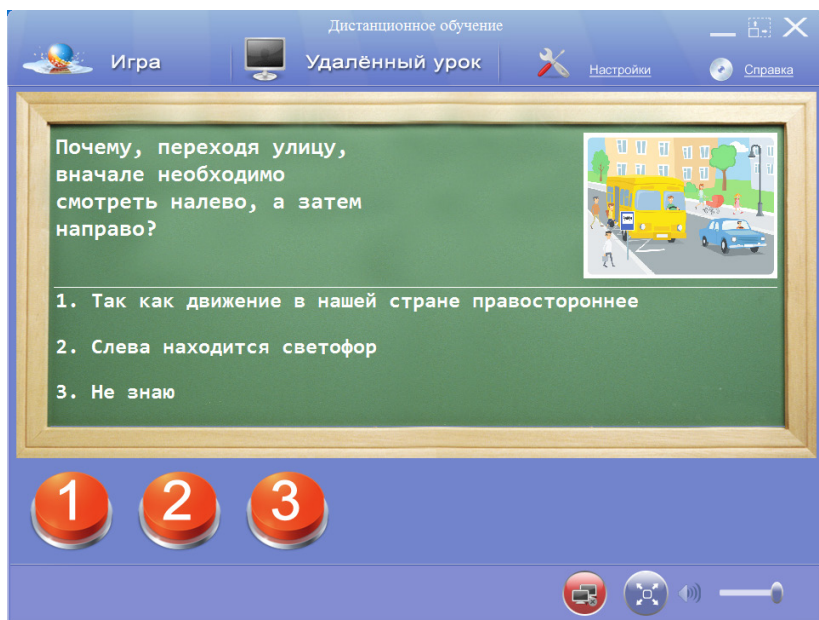 Дистанционное обучение
Игра
Удалённый урок
Настройки
Справка
Почему, переходя улицу,
вначале необходимо
смотреть налево, а затем
направо?
1. Так как движение в нашей стране правостороннее
2. Слева находится светофор
3. Не знаю
1 2 3